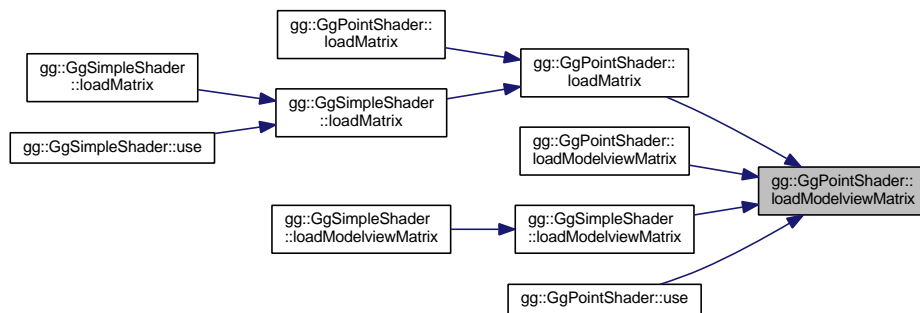 gg::GgPointShader::
loadMatrix
gg::GgSimpleShader
::loadMatrix
gg::GgPointShader::
loadMatrix
gg::GgSimpleShader
::loadMatrix
gg::GgSimpleShader::use
gg::GgPointShader::
loadModelviewMatrix
gg::GgPointShader::
loadModelviewMatrix
gg::GgSimpleShader
::loadModelviewMatrix
gg::GgSimpleShader
::loadModelviewMatrix
gg::GgPointShader::use